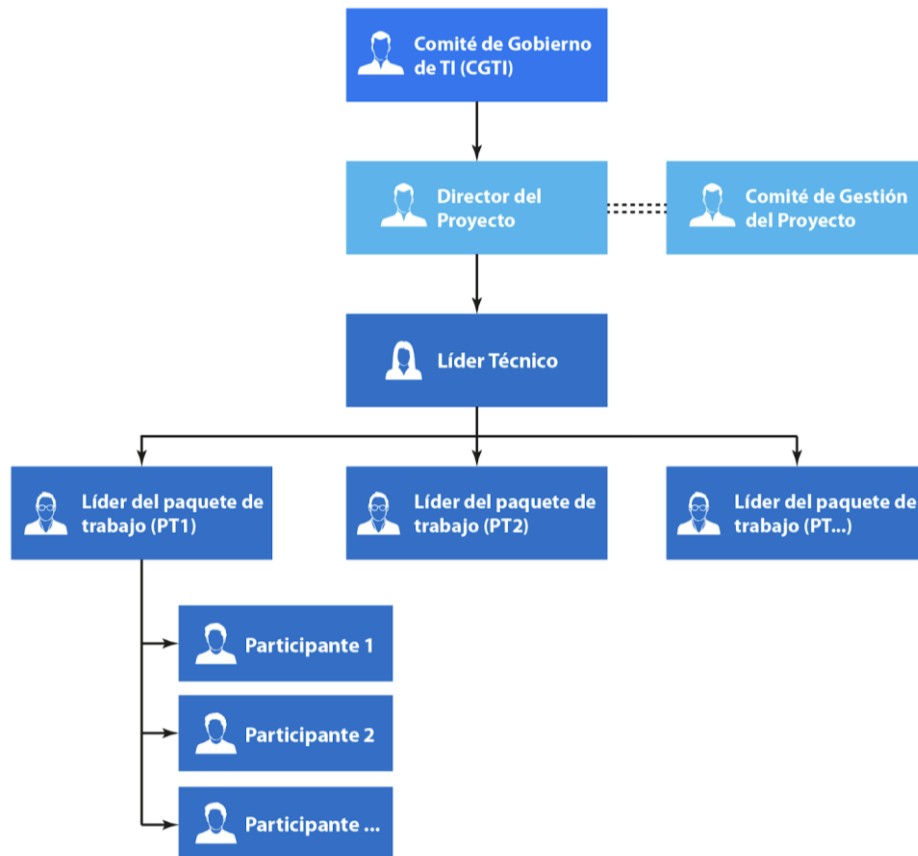 Comité de Gobierno
de TI (CGTI)
Director del
Proyecto
Comité de Gestión
del Proyecto
Líder Técnico
Líder del paquete de
trabajo (PT1)
Líder del paquete de
trabajo (PT2)
Líder del paquete de
trabajo (PT...)
Participante 1
Participante 2
Participante ...